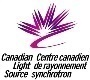 Canadian Centre canadien
Light de rayonnement
Source synchrotron